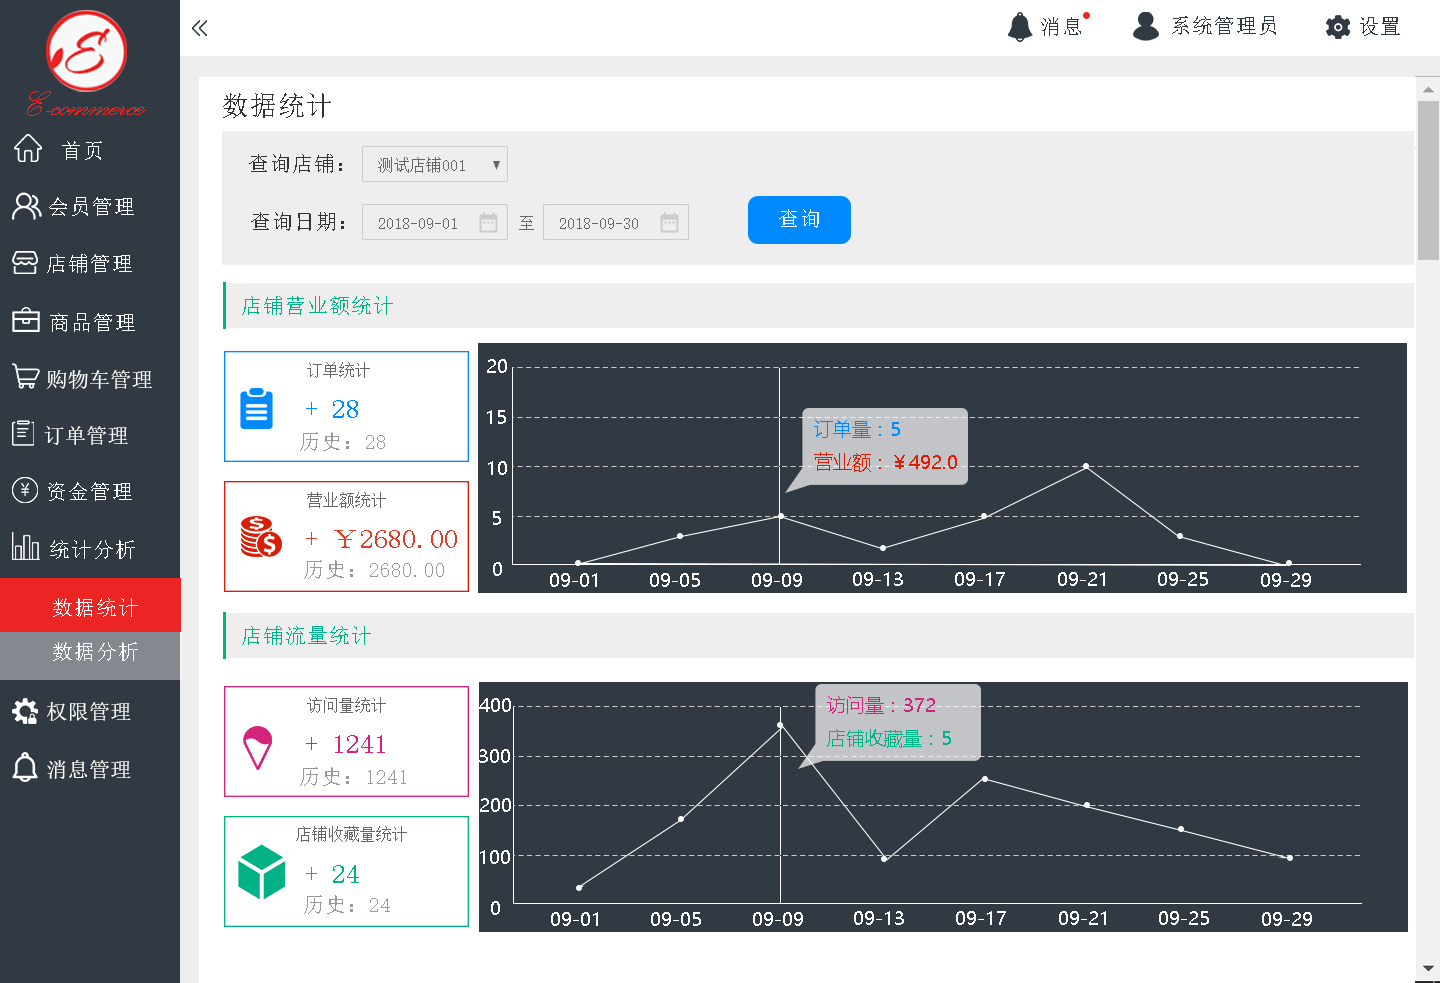 E-commerce
首页
会员管理
店铺管理
商品管理
购物车管理
订单管理
资金管理
统计分析
数据统计
数据分析
权限管理
消息管理
消息
系统管理员
设置
数据统计
查询店铺： 测试店铺001
查询日期： 2018-09-01 至 2018-09-30 查询
店铺营业额统计
订单统计
+ 28
历史：28
营业额统计
+ ￥2680.00
历史：2680.00
20
15
10
5
0
订单量：5
营业额：￥492.0
09-01 09-05 09-09 09-13 09-17 09-21 09-25 09-29
店铺流量统计
访问量统计
+ 1241
历史：1241
店铺收藏量统计
+ 24
历史：24
400
300
200
100
0
访问量：372
店铺收藏量：5
09-01 09-05 09-09 09-13 09-17 09-21 09-25 09-29